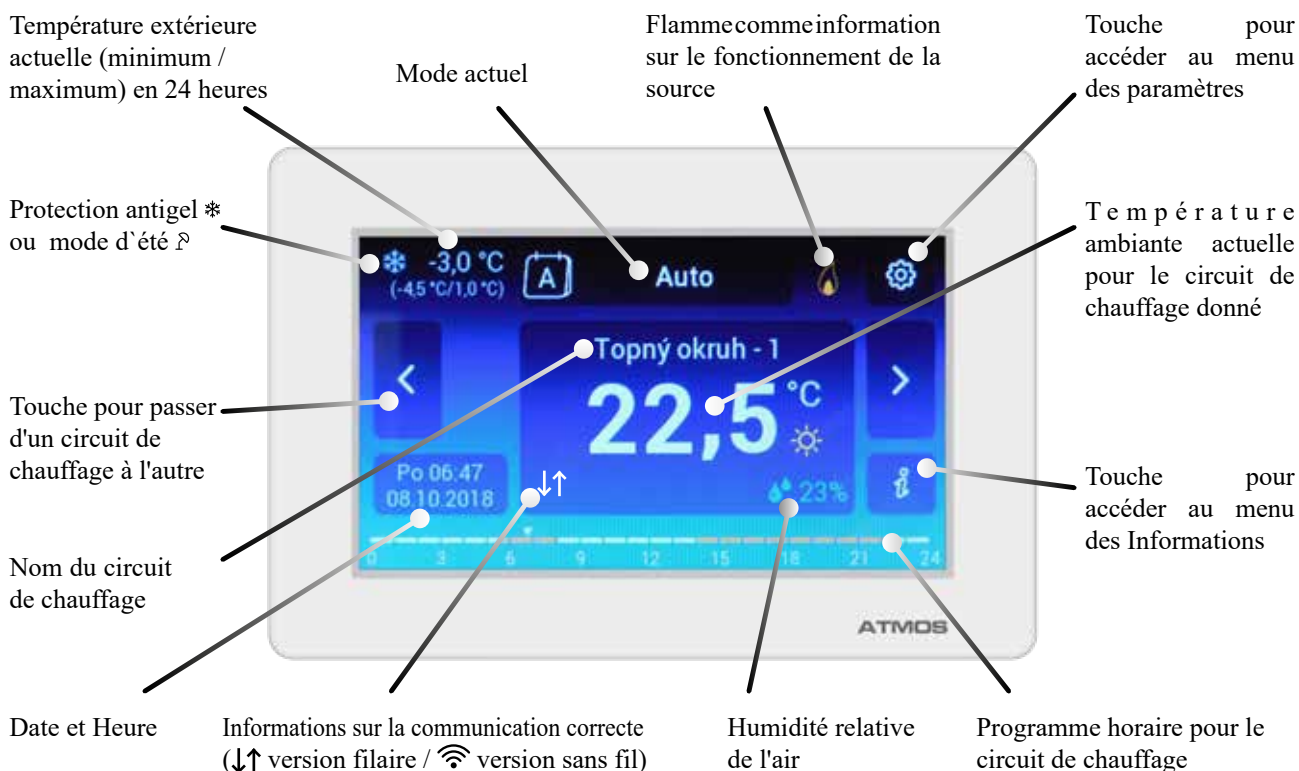 Température extérieure
actuelle (minimum /
maximum) en 24 heures
Mode actuel
Flamme comme information
sur le fonctionnement de la
source
Touche pour
accéder au menu
des paramètres
Protection antigel ❄
ou mode d`été
Température
ambiante actuelle
pour le circuit de
chauffage donné
-3,0 °C
(-4,5 °C/1,0 °C)
A
Auto
Topný okruh - 1
22,5 °C
Po 06:47
08.10.2018
↓↑
23%
i
0 3 6 9 12 15 18 21 24
ATMOS
Touche pour passer
d'un circuit de
chauffage à l'autre
Touche pour
accéder au menu
des Informations
Nom du circuit
de chauffage
Date et Heure
Informations sur la communication correcte
(↓↑ version filaire / version sans fil)
Humidité relative
de l'air
Programme horaire pour le
circuit de chauffage